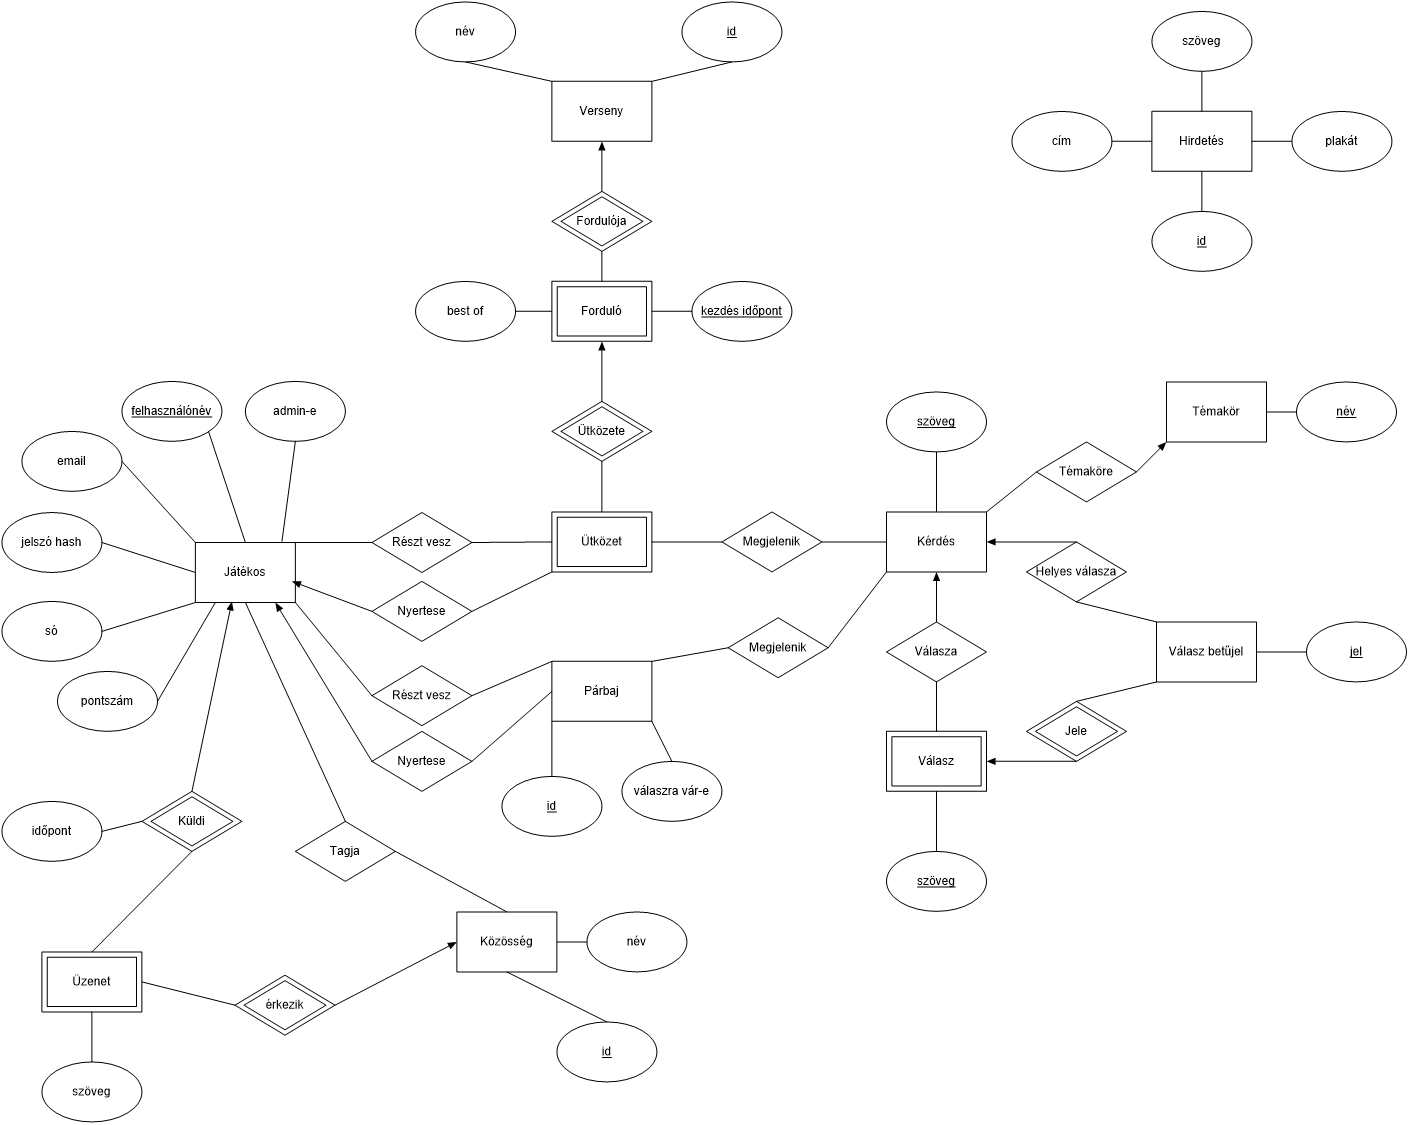 név
id
Verseny
szöveg
cím
Hirdetés
plakát
id
Fordulója
best of
Forduló
kezdés időpont
felhasználónév
admin-e
email
jelszó hash
Játékos
só
pontszám
Ütközete
Részt vesz
Ütközet
Megjelenik
Nyertese
szöveg
Kérdés
Témaköre
Témakör
név
Helyes válasza
Válasza
Válasz betűjel
jel
Jele
Válasz
szöveg
Részt vesz
Párbaj
Megjelenik
Nyertese
id
válaszra vár-e
időpont
Küldi
Tagja
Közösség
név
id
Üzenet
érkezik
szöveg